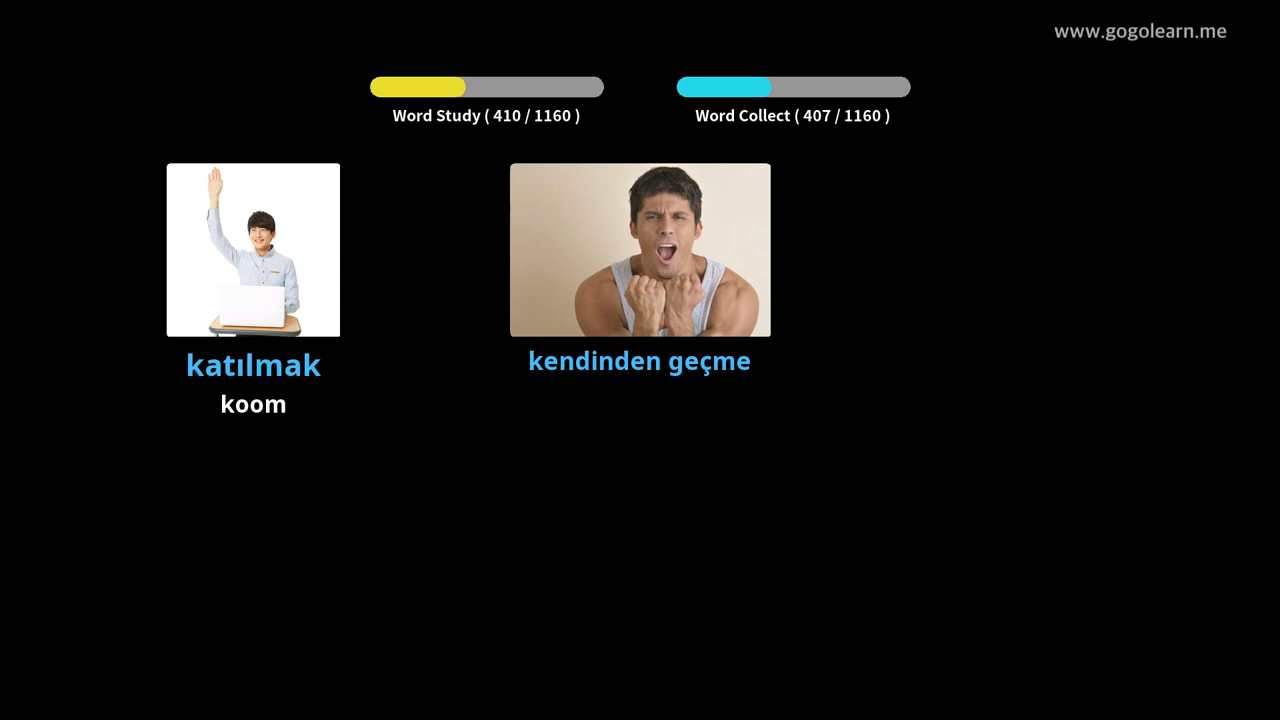 www.gogolearn.me
Word Study ( 410 / 1160 )
Word Collect ( 407 / 1160 )
katılmak
koom
kendinden geçme